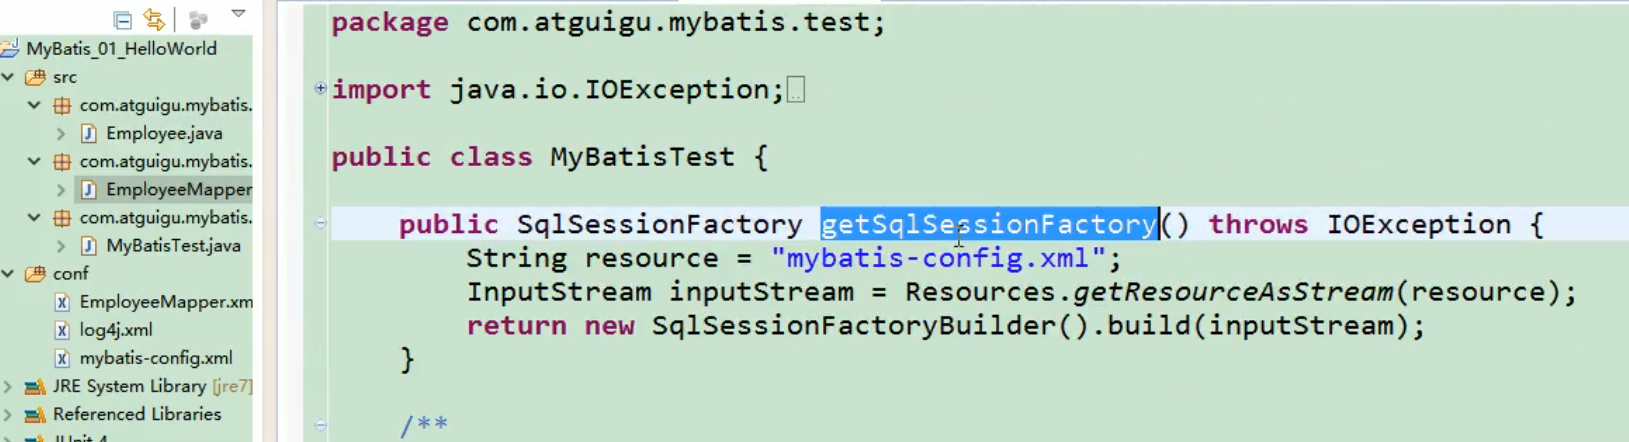 MyBatis_01_HelloWorld
src
com.atguigu.mybatis.
Employee.java
com.atguigu.mybatis.
EmployeeMapper
com.atguigu.mybatis.
MyBatisTest.java
conf
EmployeeMapper.xm
log4j.xml
mybatis-config.xml
JRE System Library [jre7]
Referenced Libraries
JUnit 4
package com.atguigu.mybatis.test;
import java.io.IOException;
public class MyBatisTest {
public SqlSessionFactory getSqlSessionFactory() throws IOException {
String resource = "mybatis-config.xml";
InputStream inputStream = Resources.getResourceAsStream(resource);
return new SqlSessionFactoryBuilder().build(inputStream);
}
/**